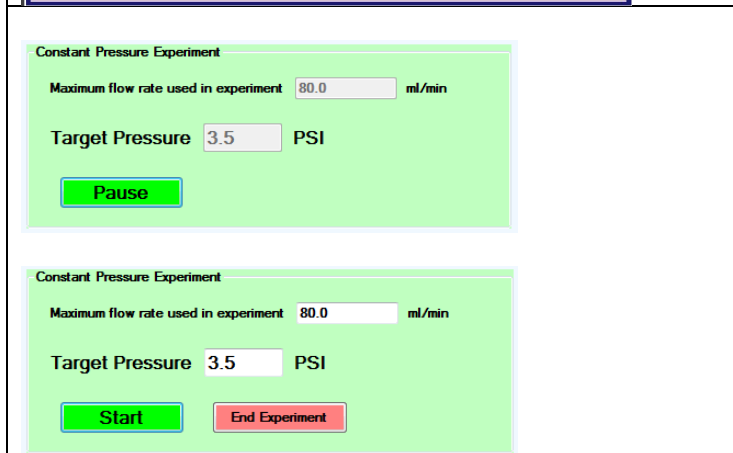 Constant Pressure Experiment
Maximum flow rate used in experiment 80.0 ml/min
Target Pressure 3.5 PSI
Pause
Constant Pressure Experiment
Maximum flow rate used in experiment 80.0 ml/min
Target Pressure 3.5 PSI
Start End Experiment